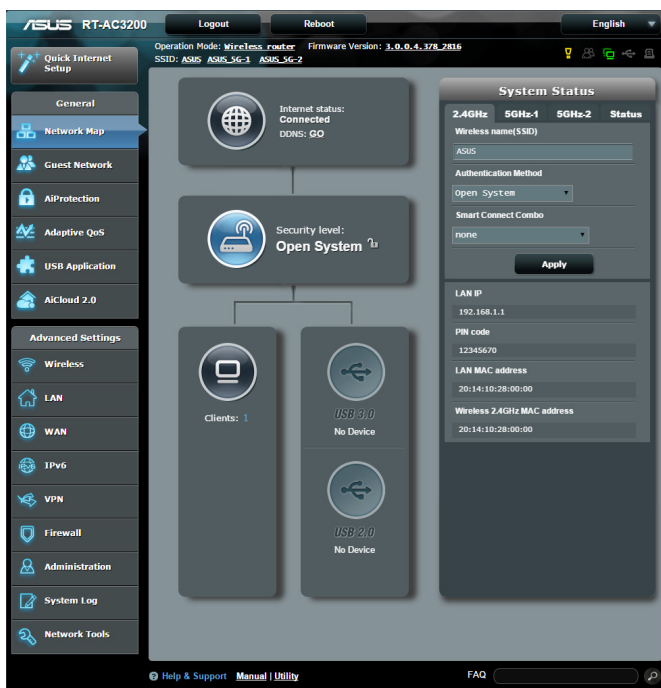 ASUS RT-AC3200
Logout
Reboot
English
Operation Mode: Wireless router Firmware Version: 3.0.0.4.378_2816
SSID: ASUS ASUS_5G-1 ASUS_5G-2
Quick Internet
Setup
General
Network Map
Guest Network
AiProtection
Adaptive QoS
USB Application
AiCloud 2.0
Advanced Settings
Wireless
LAN
WAN
IPv6
IPv6
VPN
Firewall
Administration
System Log
Network Tools
Internet status:
Connected
DDNS: GO
Security level:
Open System
Clients: 1
USB 3.0
No Device
USB 2.0
No Device
System Status
2.4GHz 5GHz-1 5GHz-2 Status
Wireless name(SSID)
ASUS
Authentication Method
Open System
Smart Connect Combo
none
Apply
LAN IP
192.168.1.1
PIN code
12345670
LAN MAC address
20:14:10:28:00:00
Wireless 2.4GHz MAC address
20:14:10:28:00:00
? Help & Support Manual | Utility
FAQ